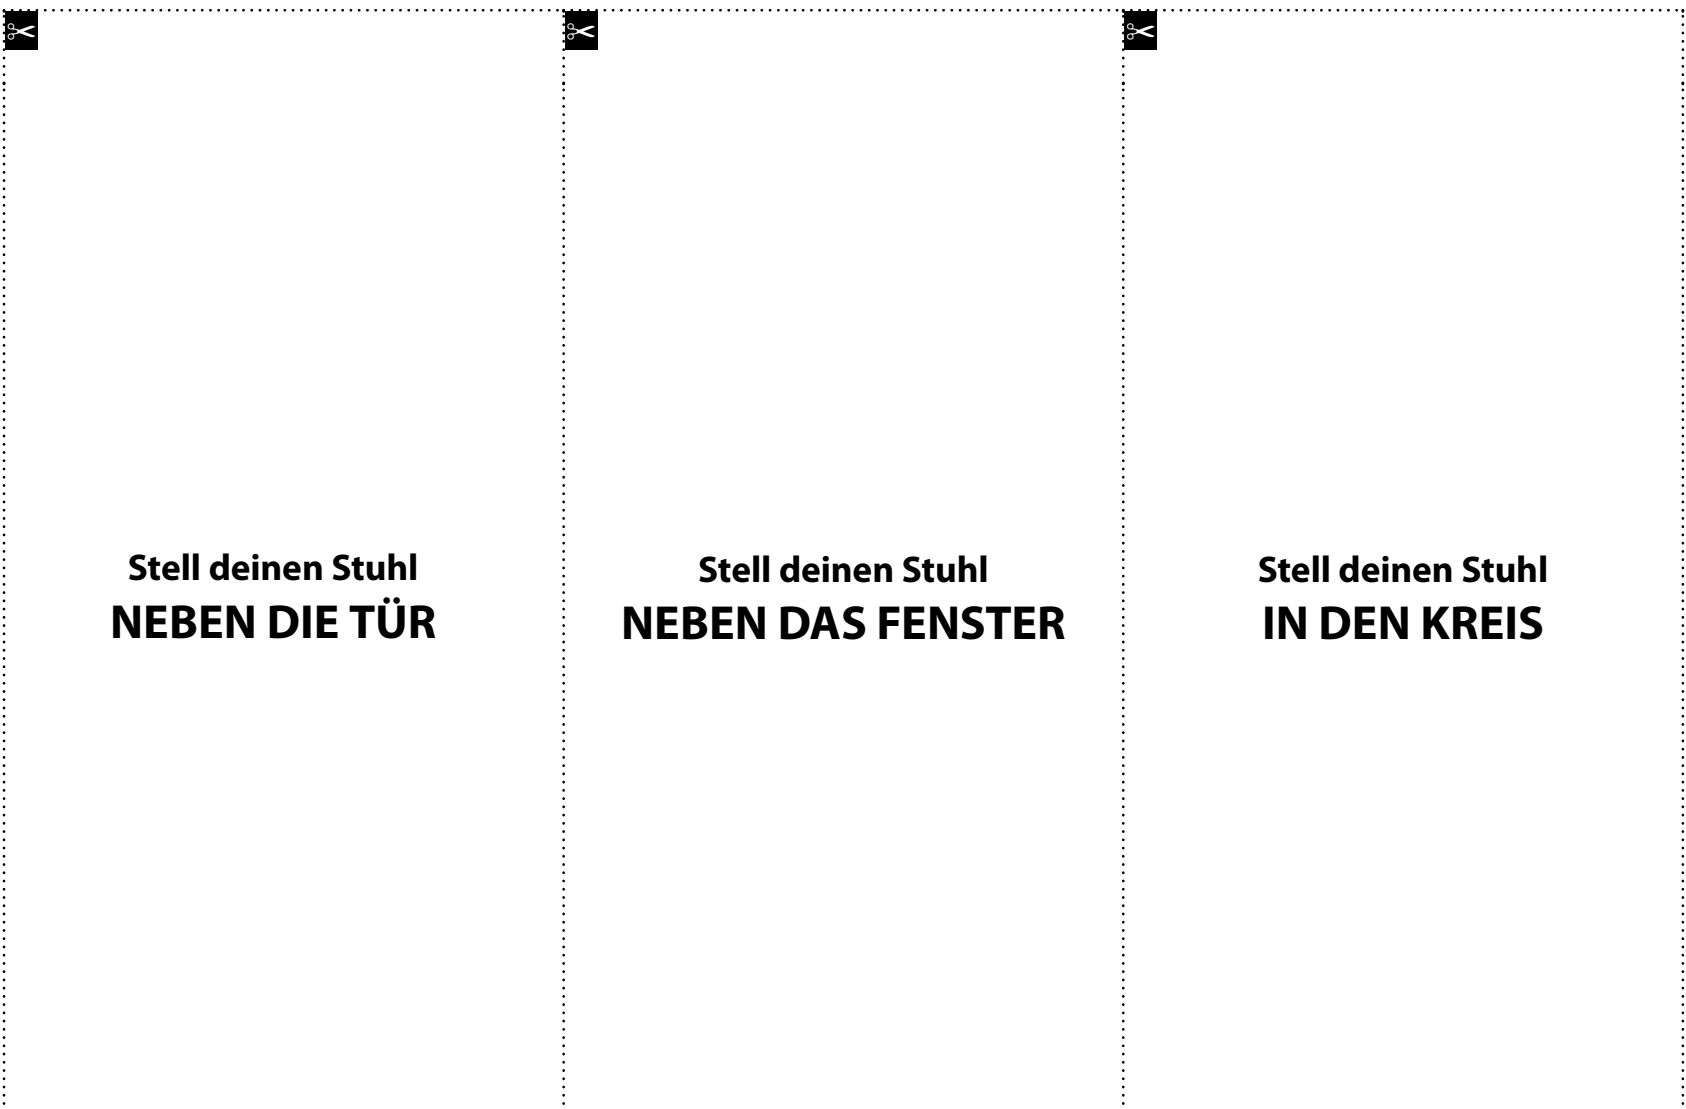 Stell deinen Stuhl
NEBEN DIE TÜR
Stell deinen Stuhl
NEBEN DAS FENSTER
Stell deinen Stuhl
IN DEN KREIS